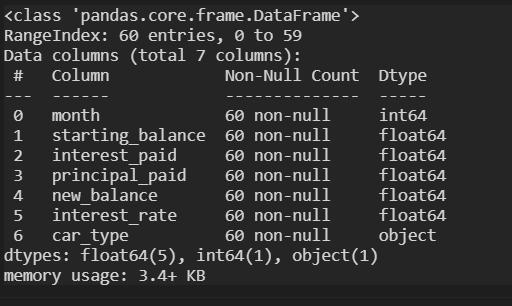 <class 'pandas.core.frame.DataFrame'>
RangeIndex: 60 entries, 0 to 59
Data columns (total 7 columns):
 #   Column            Non-Null Count  Dtype
---  ------            --------------  -----
 0   month             60 non-null     int64
 1   starting_balance  60 non-null     float64
 2   interest_paid     60 non-null     float64
 3   principal_paid    60 non-null     float64
 4   new_balance       60 non-null     float64
 5   interest_rate     60 non-null     float64
 6   car_type          60 non-null     object
dtypes: float64(5), int64(1), object(1)
memory usage: 3.4+ KB